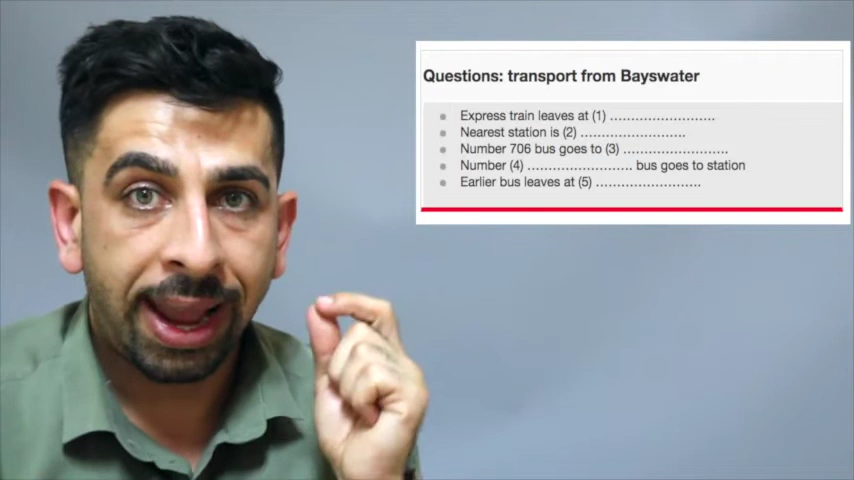 Questions: transport from Bayswater
Express train leaves at (1) .........................
Nearest station is (2) .........................
Number 706 bus goes to (3) .........................
Number (4) ......................... bus goes to station
Earlier bus leaves at (5) .........................